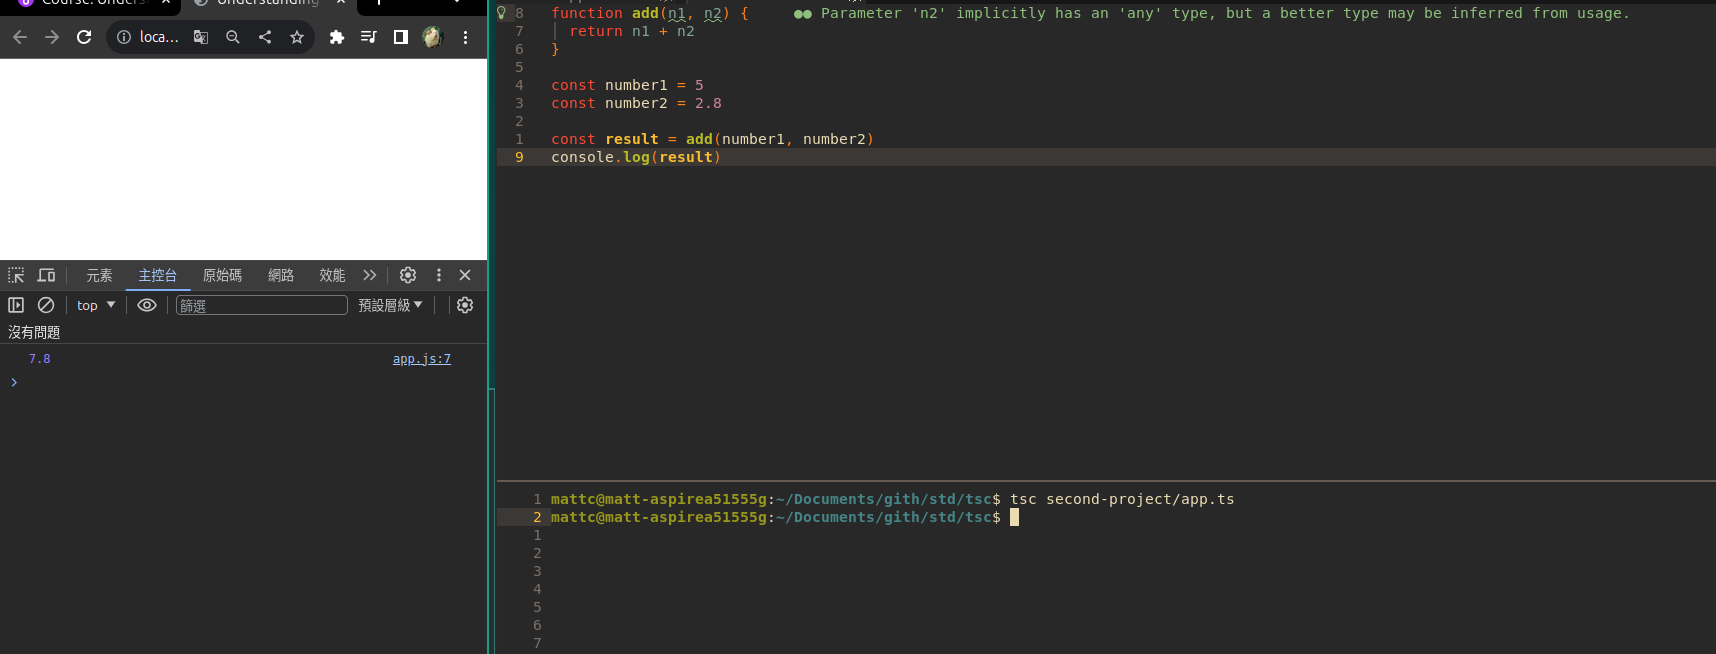 Course: Underst
Understanding
loca...
元素 主控台 原始碼 網路 效能
top 篩選 預設層級
沒有問題
7.8 app.js:7
8 function add(n1, n2) { ●● Parameter 'n2' implicitly has an 'any' type, but a better type may be inferred from usage.
7 return n1 + n2
6 }
5
4 const number1 = 5
3 const number2 = 2.8
2
1 const result = add(number1, number2)
9 console.log(result)
1 mattc@matt-aspirea51555g:~/Documents/gith/std/tsc$ tsc second-project/app.ts
2 mattc@matt-aspirea51555g:~/Documents/gith/std/tsc$
1
2
3
4
5
6
7